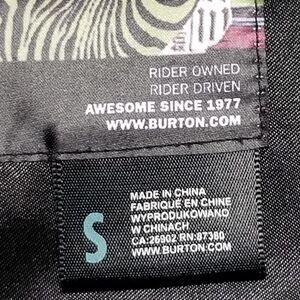 RIDER OWNED
RIDER DRIVEN
AWESOME SINCE 1977
WWW.BURTON.COM
S
MADE IN CHINA
FABRIQUÉ EN CHINE
WYPRODUKOWANO
W CHINACH
CA:26902 RN:87380
WWW.BURTON.COM